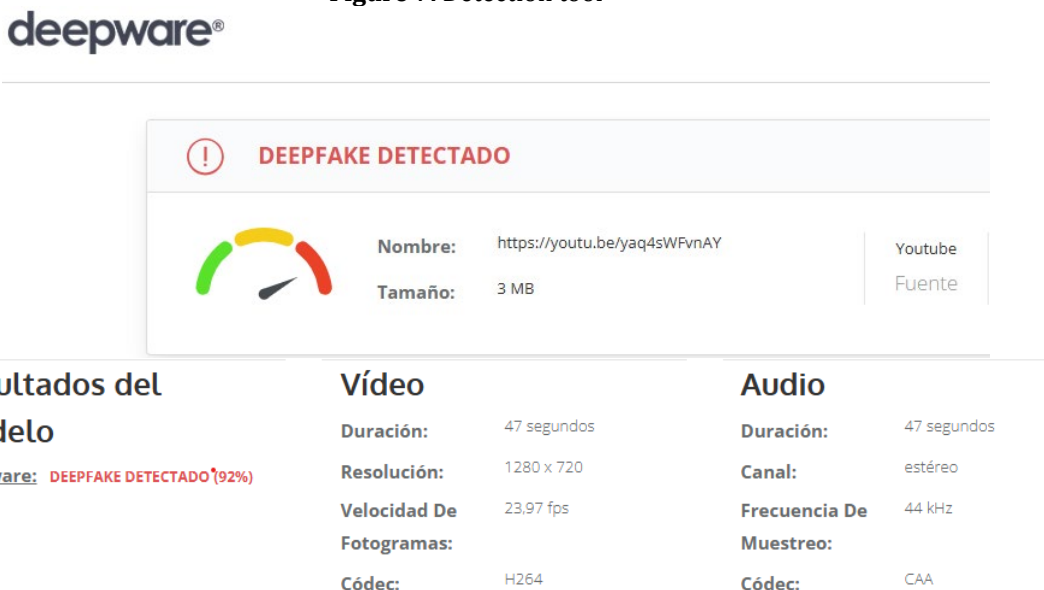 deepware®
DEEPFAKE DETECTADO
Nombre: https://youtu.be/yaq4sWFvnAY
Tamaño: 3 MB
Youtube
Fuente
ultados del
delo
ware: DEEPFAKE DETECTADO (92%)
Vídeo
Duración: 47 segundos
Resolución: 1280 x 720
Velocidad De
Fotogramas: 23,97 fps
Códec: H264
Audio
Duración: 47 segundos
Canal: estéreo
Frecuencia De
Muestreo: 44 kHz
Códec: CAA